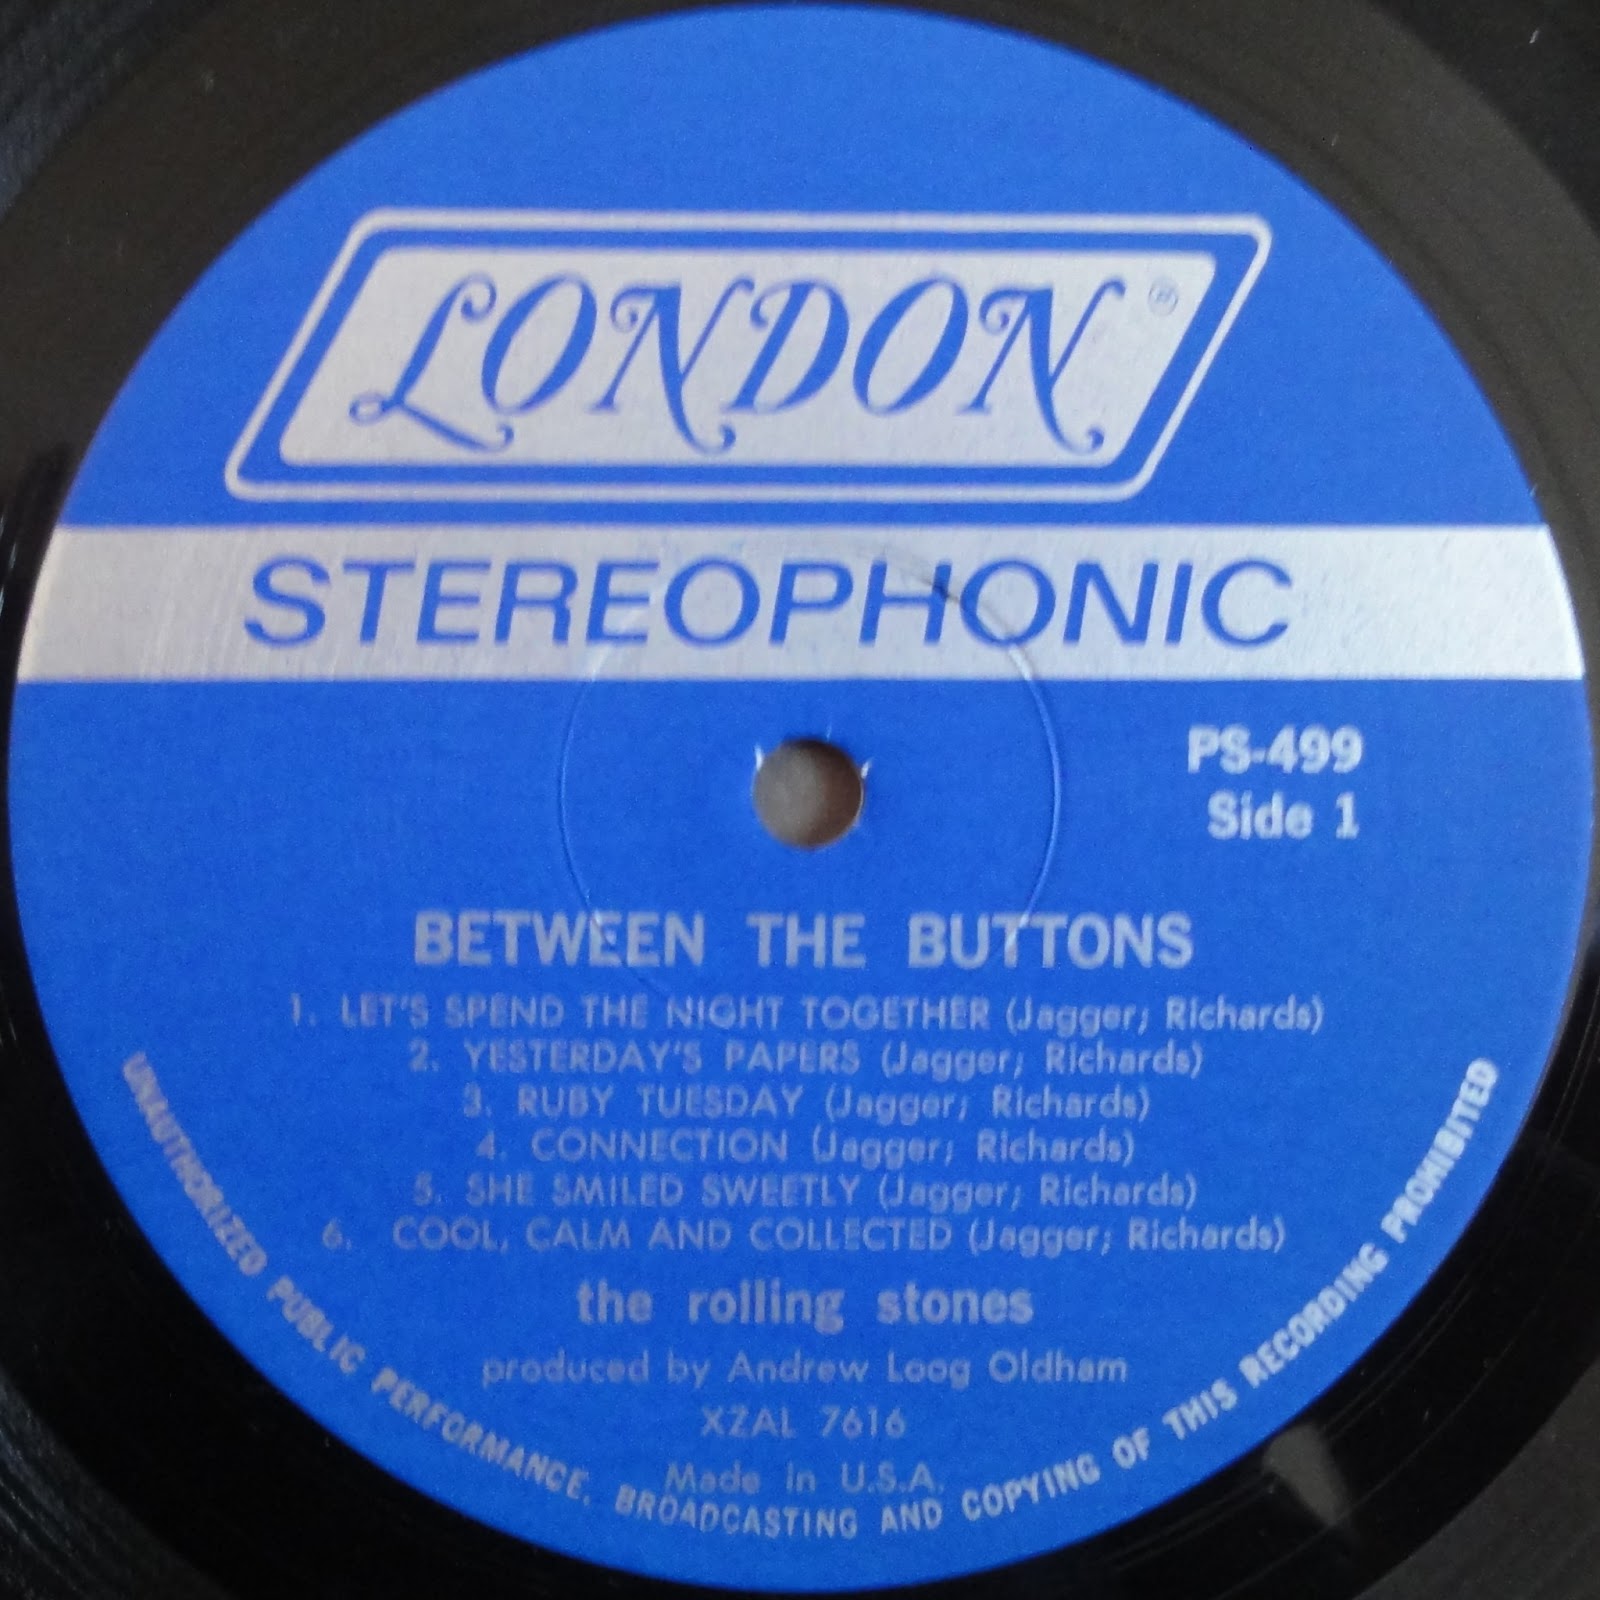 LONDON ®
STEREOPHONIC
PS-499
Side 1
BETWEEN THE BUTTONS
1. LET'S SPEND THE NIGHT TOGETHER (Jagger; Richards)
2. YESTERDAY'S PAPERS (Jagger; Richards)
3. RUBY TUESDAY (Jagger; Richards)
4. CONNECTION (Jagger; Richards)
5. SHE SMILED SWEETLY (Jagger; Richards)
6. COOL, CALM AND COLLECTED (Jagger; Richards)
the rolling stones
produced by Andrew Loog Oldham
XZAL 7616
Made in U.S.A.
UNAUTHORIZED PUBLIC PERFORMANCE, BROADCASTING AND COPYING OF THIS RECORDING PROHIBITED